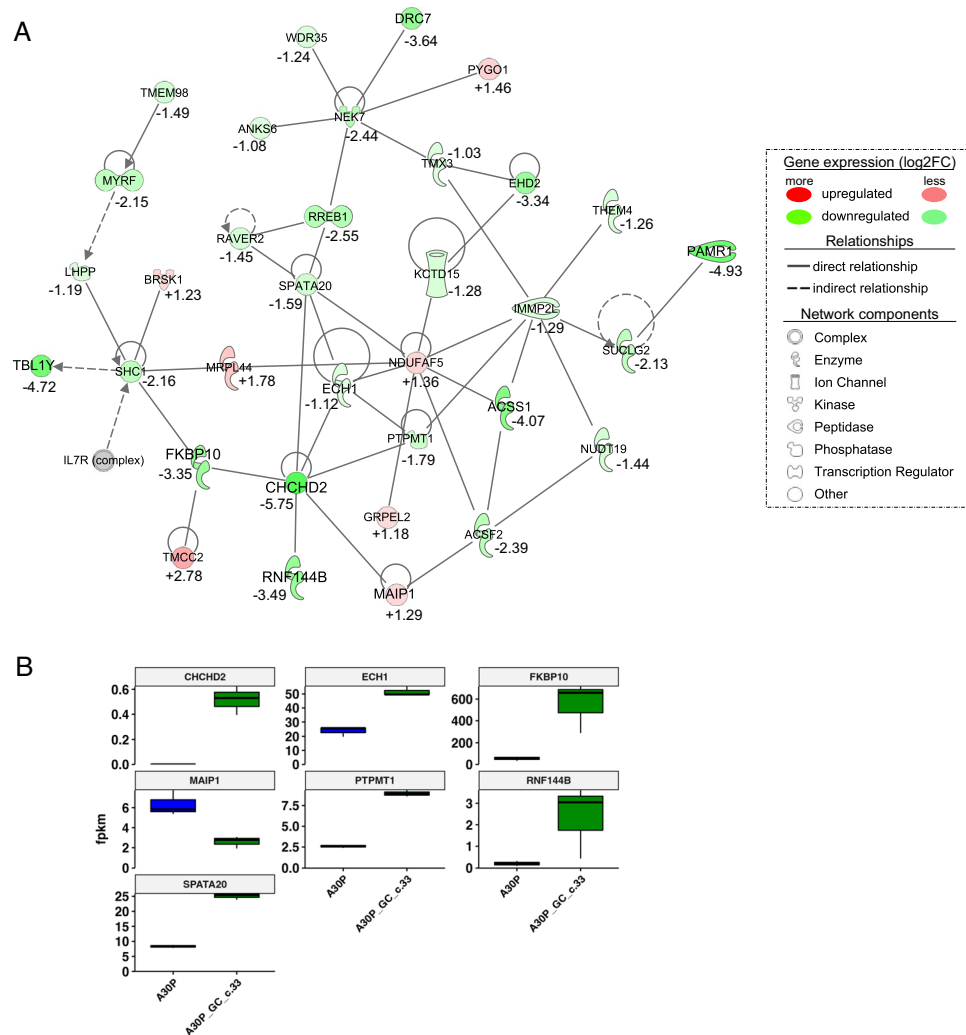 A
DRC7
-3.64
WDR35
-1.24
PYGO1
+1.46
TMEM98
-1.49
NEK7
-2.44
ANKS6
-1.08
TMX3
-1.03
MYRF
-2.15
EHD2
-3.34
RREB1
-2.55
RAVER2
-1.45
THEM4
-1.26
PAMR1
-4.93
LHPP
-1.19
BRSK1
+1.23
SPATA20
-1.59
KCTD15
-1.28
IMMP2L
-1.29
TBL1Y
-4.72
SHC1
-2.16
MRPL44
+1.78
NDUFAF5
+1.36
SUCLG2
-2.13
ECH1
-1.12
ACSS1
-4.07
PTPMT1
-1.79
NUDT19
-1.44
IL7R (complex)
FKBP10
-3.35
CHCHD2
-5.75
GRPEL2
+1.18
ACSF2
-2.39
TMCC2
+2.78
RNF144B
-3.49
MAIP1
+1.29
Gene expression (log2FC)
more less
upregulated
downregulated
Relationships
direct relationship
indirect relationship
Network components
Complex
Enzyme
Ion Channel
Kinase
Peptidase
Phosphatase
Transcription Regulator
Other
B
CHCHD2
0.6
0.4
0.2
0.0
ECH1
50
40
30
20
10
0
FKBP10
600
400
200
0
fpkm
MAIP1
6
4
2
0
PTPMT1
7.5
5.0
2.5
0.0
A30P
A30P_GC_c.33
RNF144B
3
2
1
0
A30P
A30P_GC_c.33
SPATA20
25
20
15
10
5
0
A30P
A30P_GC_c.33